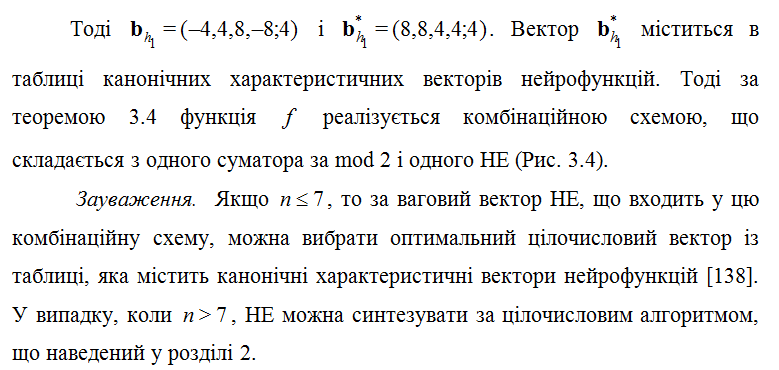 Тоді b_{h_1} = (–4,4,8,–8;4) і b^*_{h_1} = (8,8,4,4;4). Вектор b^*_{h_1} міститься в
таблиці канонічних характеристичних векторів нейрофункцій. Тоді за
теоремою 3.4 функція f реалізується комбінаційною схемою, що
складається з одного суматора за mod 2 і одного НЕ (Рис. 3.4).
Зауваження. Якщо n ≤ 7, то за ваговий вектор НЕ, що входить у цю
комбінаційну схему, можна вибрати оптимальний цілочисловий вектор із
таблиці, яка містить канонічні характеристичні вектори нейрофункцій [138].
У випадку, коли n > 7, НЕ можна синтезувати за цілочисловим алгоритмом,
що наведений у розділі 2.